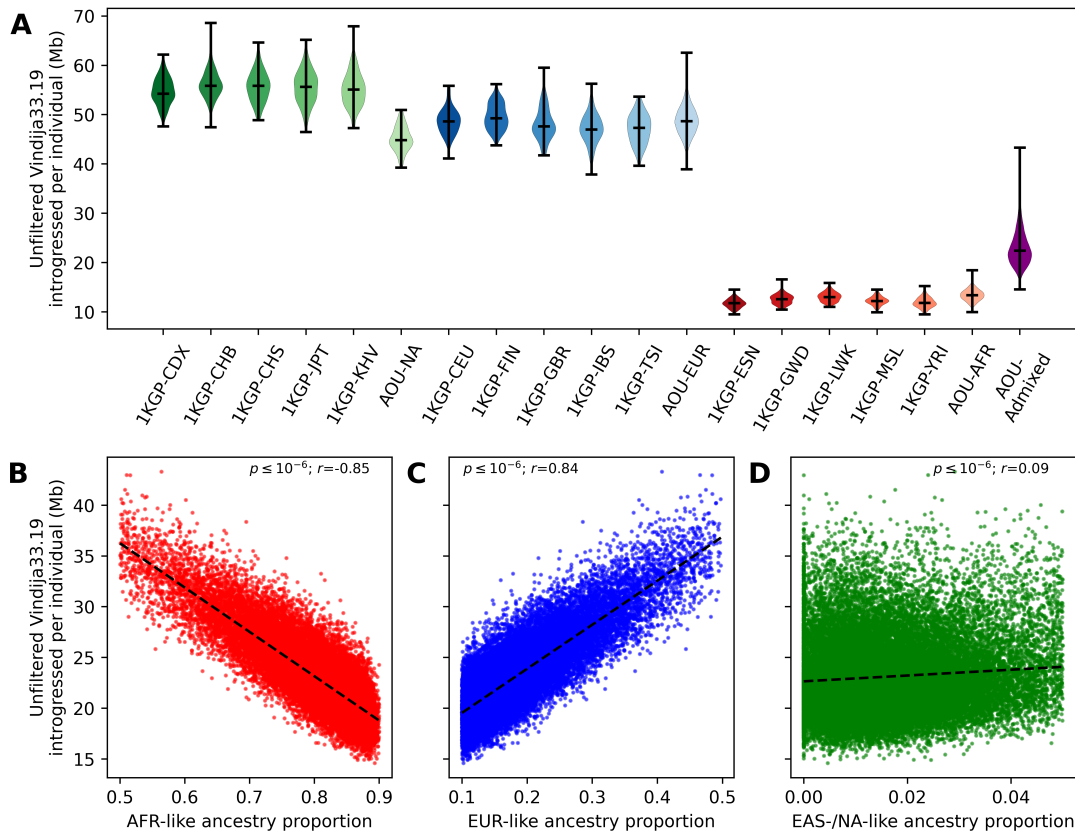 A
Unfiltered Vindija33.19
introgressed per individual (Mb)
70
60
50
40
30
20
10
1KGP-CDX
1KGP-CHB
1KGP-CHS
1KGP-JPT
1KGP-KHV
AOU-NA
1KGP-CEU
1KGP-FIN
1KGP-GBR
1KGP-IBS
1KGP-TSI
AOU-EUR
1KGP-ESN
1KGP-GWD
1KGP-LWK
1KGP-MSL
1KGP-YRI
AOU-AFR
AOU-
Admixed
B
Unfiltered Vindija33.19
introgressed per individual (Mb)
p ≤ 10⁻⁶; r=-0.85
40
35
30
25
20
15
0.5 0.6 0.7 0.8 0.9
AFR-like ancestry proportion
C
p ≤ 10⁻⁶; r=0.84
0.1 0.2 0.3 0.4 0.5
EUR-like ancestry proportion
D
p ≤ 10⁻⁶; r=0.09
0.00 0.02 0.04
EAS-/NA-like ancestry proportion